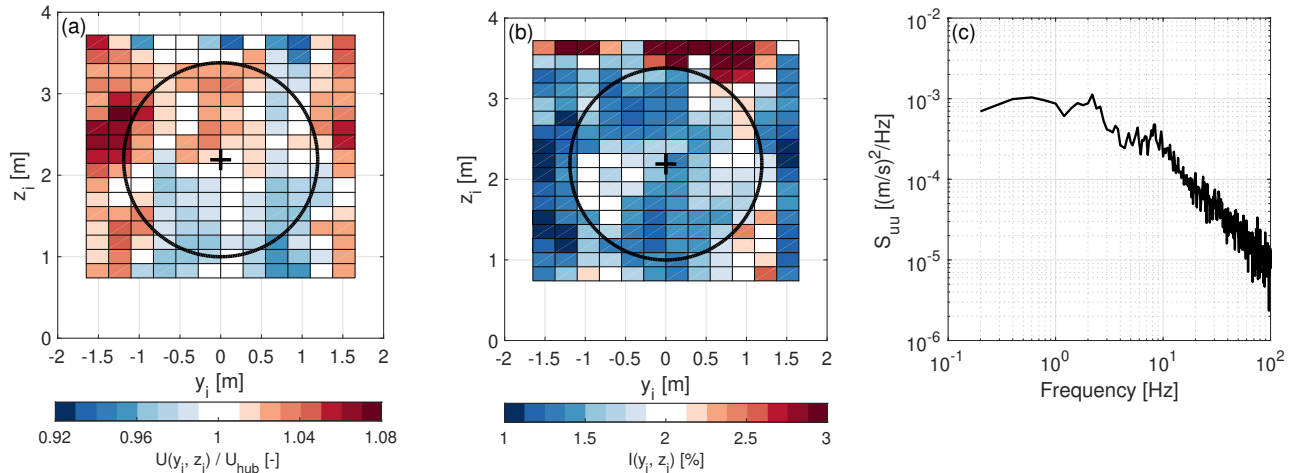 (a)
4
3
2
1
0
z_i [m]
-2 -1.5 -1 -0.5 0 0.5 1 1.5 2
y_i [m]
0.92 0.96 1 1.04 1.08
U(y_i, z_i) / U_hub [-]
(b)
4
3
2
1
0
z_i [m]
-2 -1.5 -1 -0.5 0 0.5 1 1.5 2
y_i [m]
1 1.5 2 2.5 3
I(y_i, z_i) [%]
(c)
10^-2
10^-3
10^-4
10^-5
10^-6
S_uu [(m/s)^2/Hz]
10^-1 10^0 10^1 10^2
Frequency [Hz]